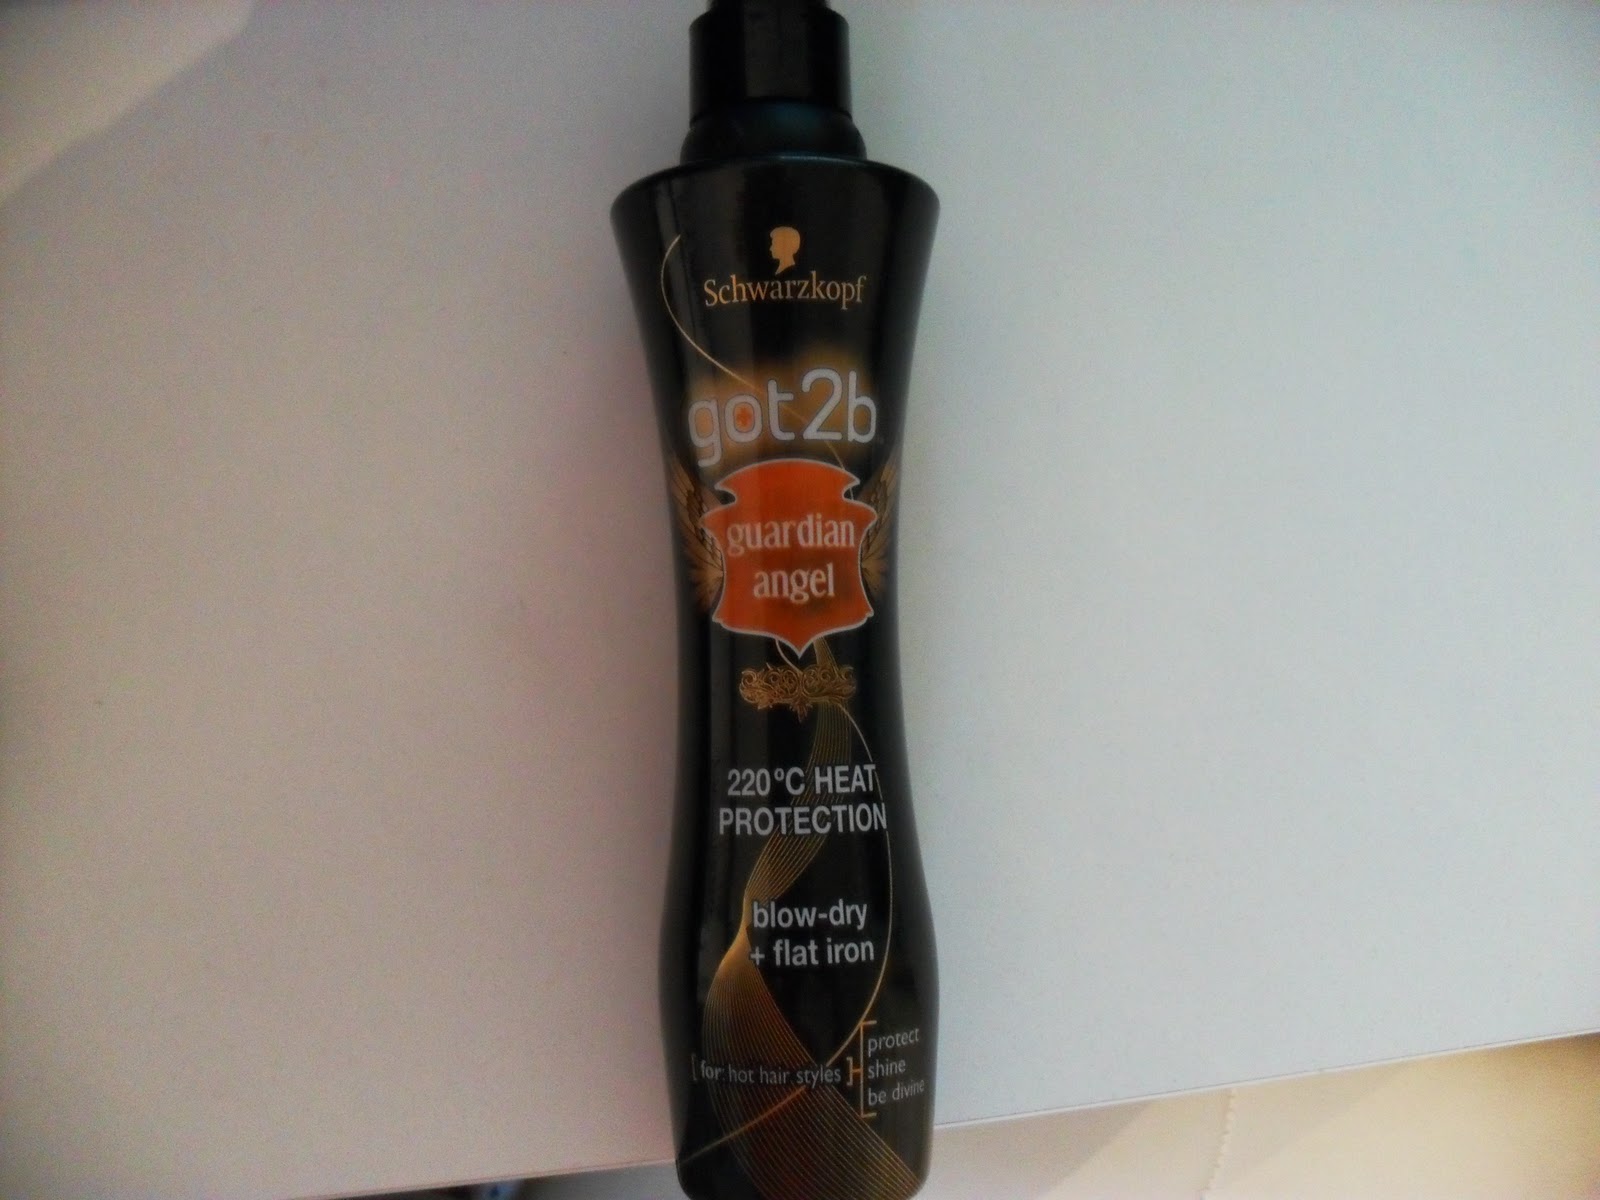 Schwarzkopf
got2b
guardian
angel
220°C HEAT
PROTECTION
blow-dry
+ flat iron
[for: hot hair styles}
protect
shine
be divine